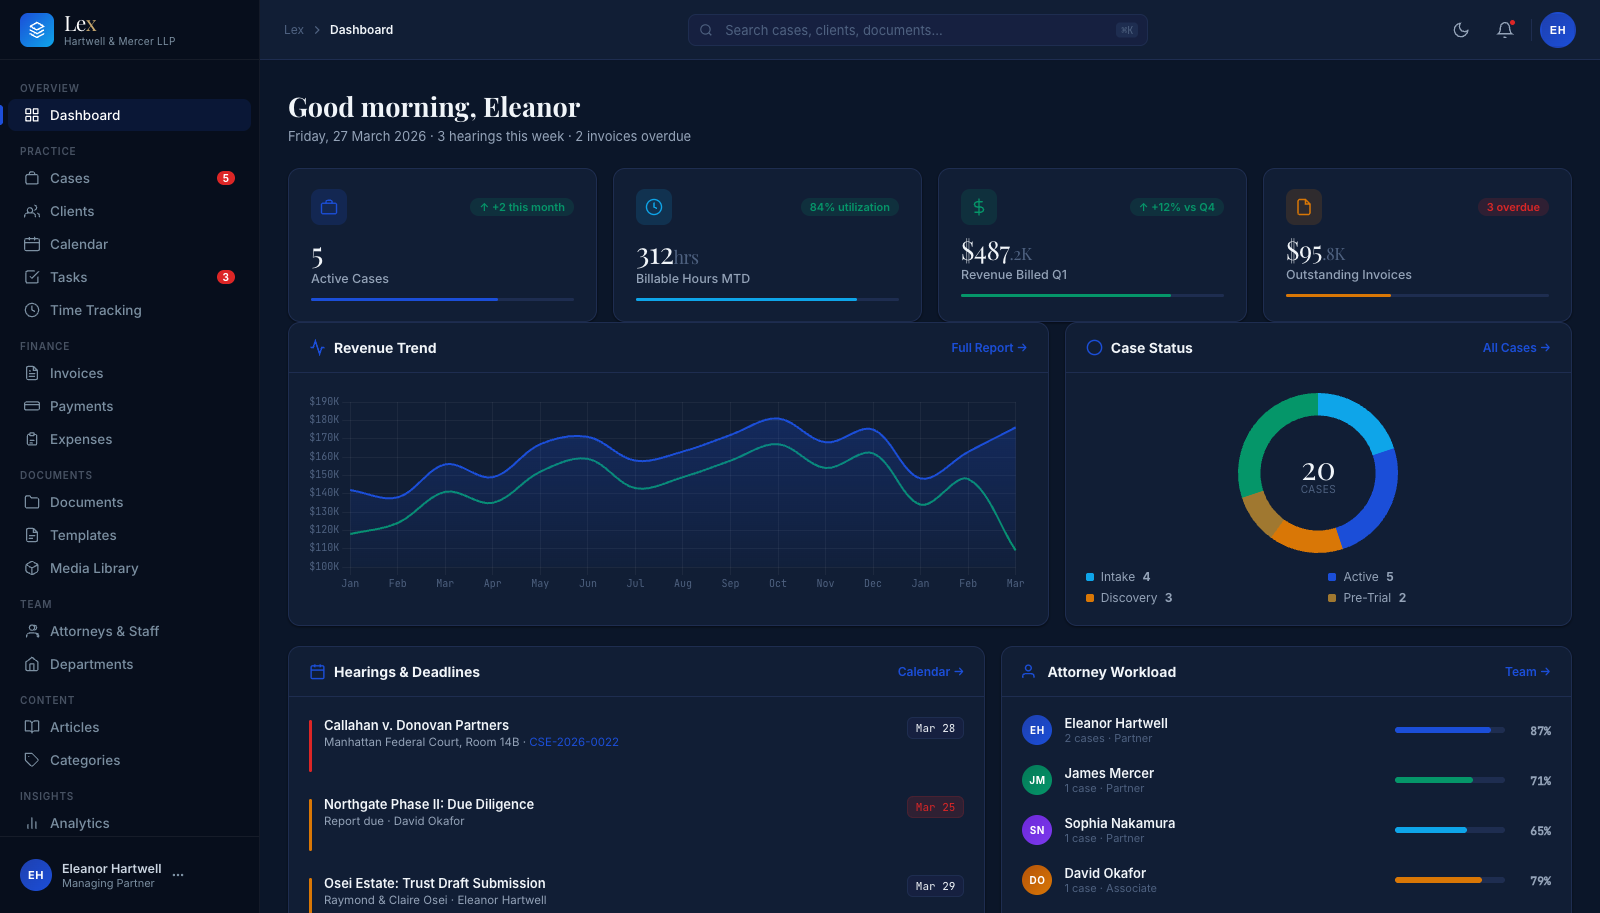 Lex
Hartwell & Mercer LLP
Lex > Dashboard
Search cases, clients, documents...
⌘K
EH
OVERVIEW
Dashboard
PRACTICE
Cases 5
Clients
Calendar
Tasks 3
Time Tracking
FINANCE
Invoices
Payments
Expenses
DOCUMENTS
Documents
Templates
Media Library
TEAM
Attorneys & Staff
Departments
CONTENT
Articles
Categories
INSIGHTS
Analytics
EH
Eleanor Hartwell
Managing Partner
...
Good morning, Eleanor
Friday, 27 March 2026 · 3 hearings this week · 2 invoices overdue
↑ +2 this month
5
Active Cases
84% utilization
312hrs
Billable Hours MTD
↑ +12% vs Q4
$487.2K
Revenue Billed Q1
3 overdue
$95.8K
Outstanding Invoices
Revenue Trend
Full Report →
$190K
$180K
$170K
$160K
$150K
$140K
$130K
$120K
$110K
$100K
Jan Feb Mar Apr May Jun Jul Aug Sep Oct Nov Dec Jan Feb Mar
Case Status
All Cases →
20
CASES
Intake 4
Active 5
Discovery 3
Pre-Trial 2
Hearings & Deadlines
Calendar →
Callahan v. Donovan Partners
Manhattan Federal Court, Room 14B · CSE-2026-0022
Mar 28
Northgate Phase II: Due Diligence
Report due · David Okafor
Mar 25
Osei Estate: Trust Draft Submission
Raymond & Claire Osei · Eleanor Hartwell
Mar 29
Attorney Workload
Team →
EH
Eleanor Hartwell
2 cases · Partner
87%
JM
James Mercer
1 case · Partner
71%
SN
Sophia Nakamura
1 case · Partner
65%
DO
David Okafor
1 case · Associate
79%